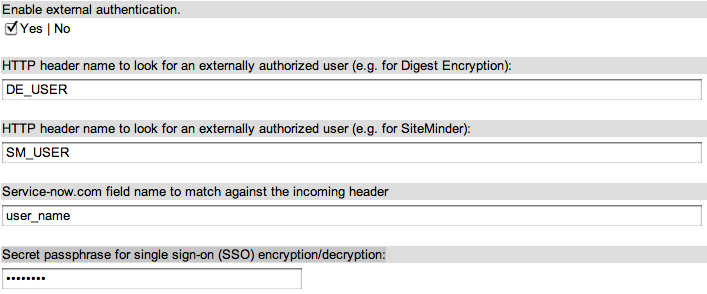 Enable external authentication.
Yes | No
HTTP header name to look for an externally authorized user (e.g. for Digest Encryption):
DE_USER
HTTP header name to look for an externally authorized user (e.g. for SiteMinder):
SM_USER
Service-now.com field name to match against the incoming header
user_name
Secret passphrase for single sign-on (SSO) encryption/decryption:
••••••••